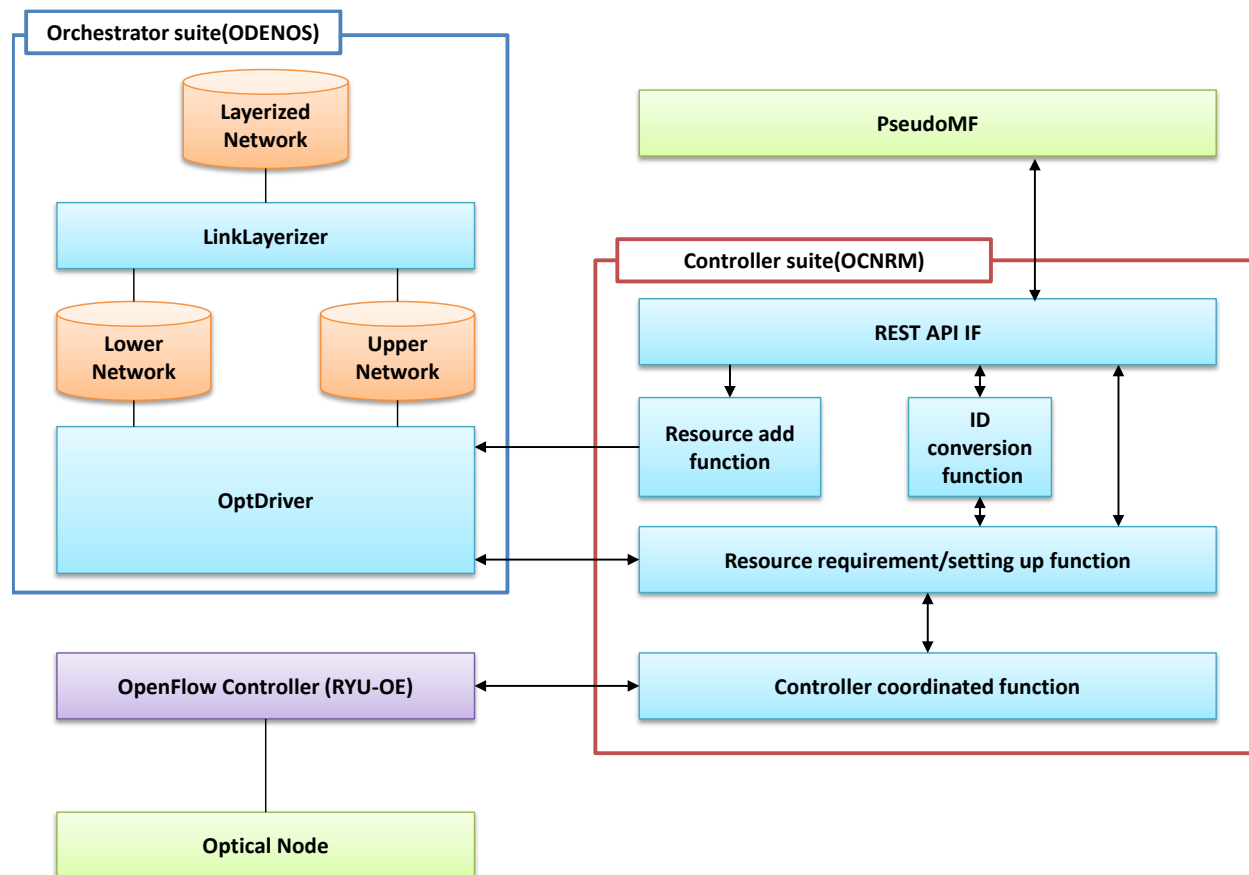 Orchestrator suite(ODENOS)
Layerized
Network
LinkLayerizer
Lower
Network
Upper
Network
OptDriver
PseudoMF
Controller suite(OCNRM)
REST API IF
Resource add
function
ID
conversion
function
Resource requirement/setting up function
Controller coordinated function
OpenFlow Controller (RYU-OE)
Optical Node